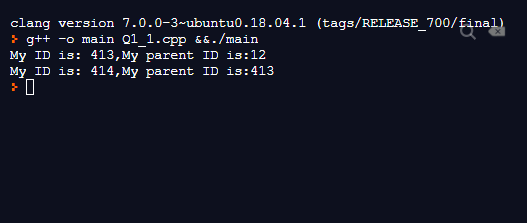 clang version 7.0.0-3~ubuntu0.18.04.1 (tags/RELEASE_700/final)
> g++ -o main Q1_1.cpp &&./main
My ID is: 413,My parent ID is:12
My ID is: 414,My parent ID is:413
>